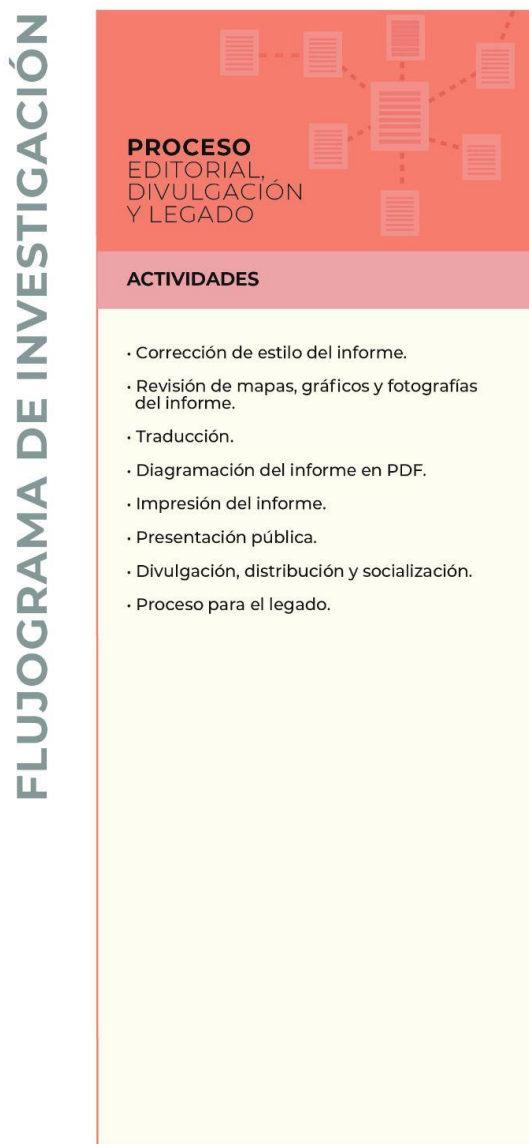 FLUJOGRAMA DE INVESTIGACIÓN
PROCESO
EDITORIAL,
DIVULGACIÓN
Y LEGADO
ACTIVIDADES
• Corrección de estilo del informe.
• Revisión de mapas, gráficos y fotografías
del informe.
• Traducción.
• Diagramación del informe en PDF.
• Impresión del informe.
• Presentación pública.
• Divulgación, distribución y socialización.
• Proceso para el legado.